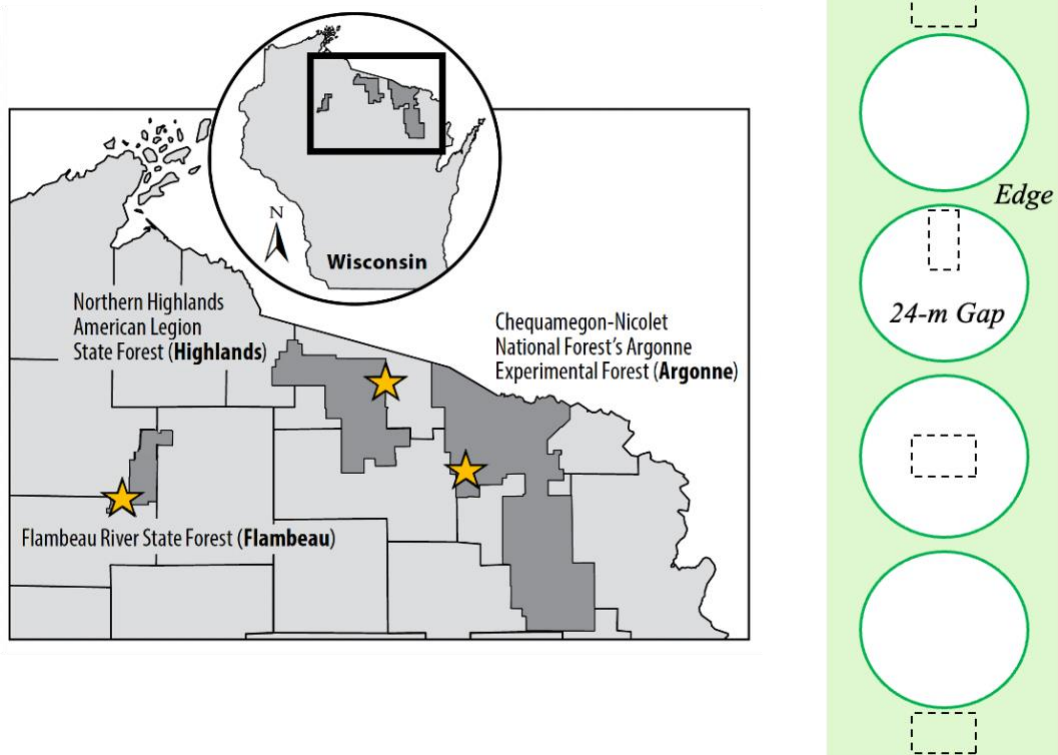 N
Wisconsin
Northern Highlands
American Legion
State Forest (Highlands)
Chequamegon-Nicolet
National Forest's Argonne
Experimental Forest (Argonne)
Flambeau River State Forest (Flambeau)
Edge
24-m Gap